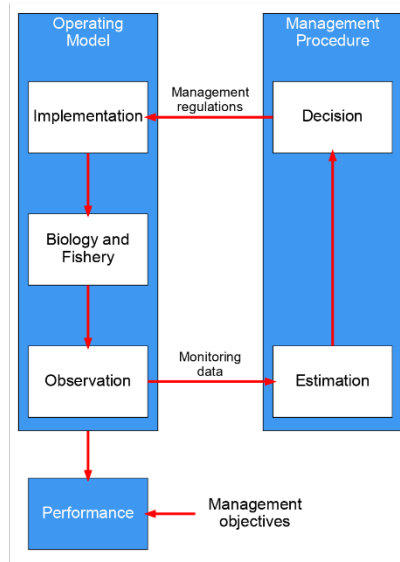 Operating
Model
Management
Procedure
Implementation
Management
regulations
Decision
Biology and
Fishery
Observation
Monitoring
data
Estimation
Performance
Management
objectives